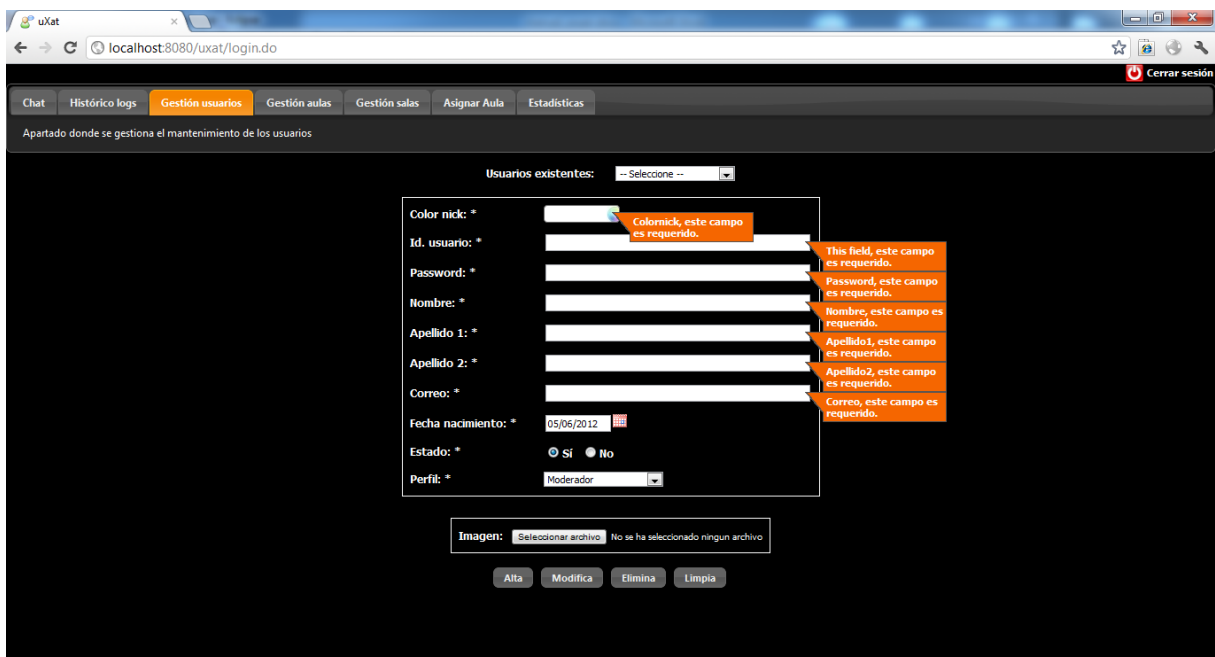 uXat
localhost:8080/uxat/login.do
Cerrar sesión
Chat Histórico logs Gestión usuarios Gestión aulas Gestión salas Asignar Aula Estadísticas
Apartado donde se gestiona el mantenimiento de los usuarios
Usuarios existentes: -- Seleccione --
Color nick: *
Colornick, este campo
es requerido.
Id. usuario: *
This field, este campo
es requerido.
Password: *
Password, este campo
es requerido.
Nombre: *
Nombre, este campo es
requerido.
Apellido 1: *
Apellido1, este campo
es requerido.
Apellido 2: *
Apellido2, este campo
es requerido.
Correo: *
Correo, este campo es
requerido.
Fecha nacimiento: * 05/06/2012
Estado: * Sí No
Perfil: * Moderador
Imagen: Seleccionar archivo No se ha seleccionado ningun archivo
Alta Modifica Elimina Limpia